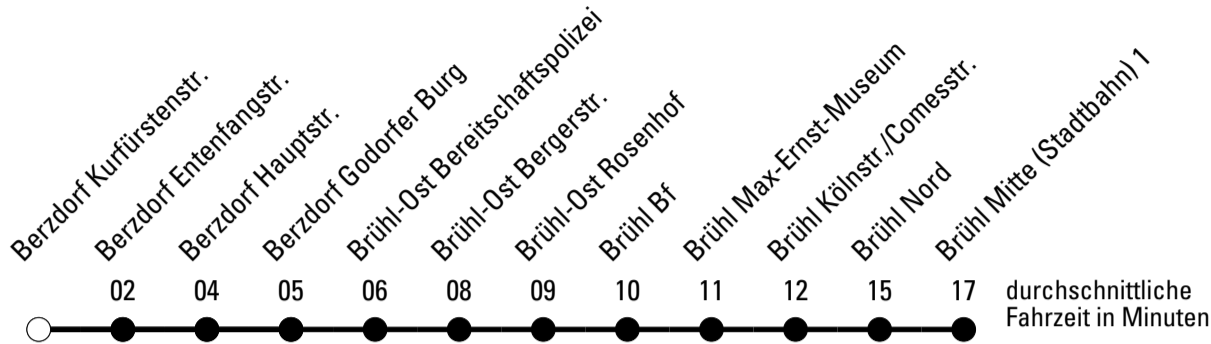 Berzdorf Kurfürstenstr.
Berzdorf Entenfangstr.
Berzdorf Hauptstr.
Berzdorf Godorfer Burg
Brühl-Ost Bereitschaftspolizei
Brühl-Ost Bergerstr.
Brühl-Ost Rosenhof
Brühl Bf
Brühl Max-Ernst-Museum
Brühl Kölnstr./Comesstr.
Brühl Nord
Brühl Mitte (Stadtbahn) 1
02 04 05 06 08 09 10 11 12 15 17
durchschnittliche
Fahrzeit in Minuten